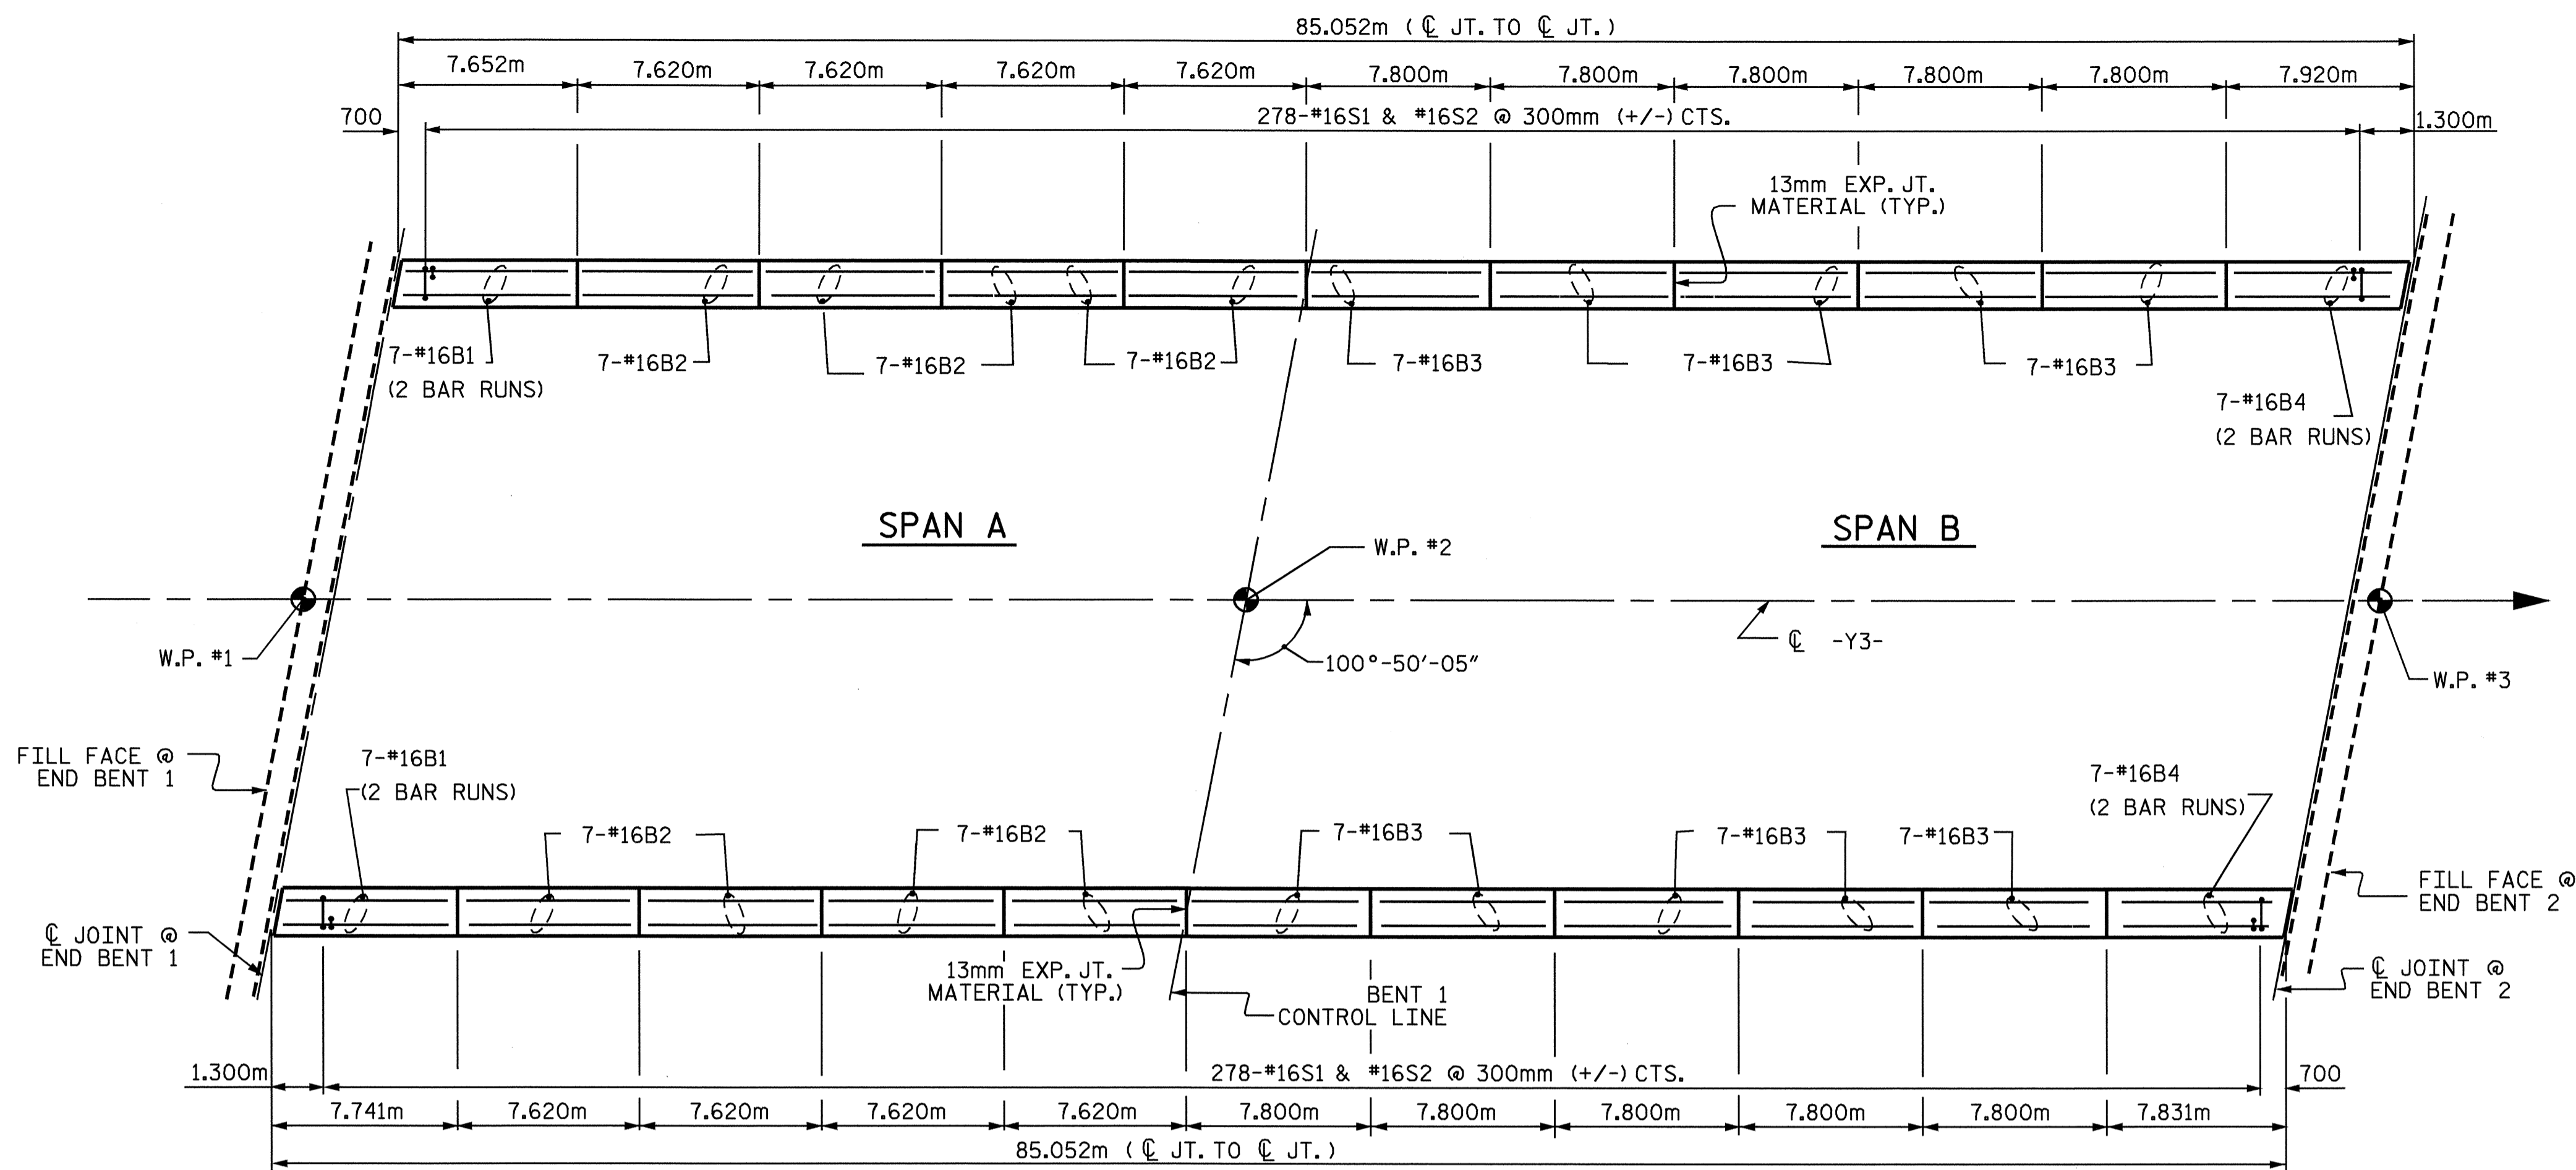 85.052m ( ℄ JT. TO ℄ JT. )
7.652m 7.620m 7.620m 7.620m 7.620m 7.800m 7.800m 7.800m 7.800m 7.800m 7.920m
700 278-#16S1 & #16S2 @ 300mm (+/-) CTS. 1.300m
13mm EXP. JT.
MATERIAL (TYP.)
7-#16B1
(2 BAR RUNS)
7-#16B2
7-#16B2
7-#16B2
7-#16B3
7-#16B3
7-#16B3
7-#16B4
(2 BAR RUNS)
SPAN A
SPAN B
W.P. #2
W.P. #1
100°-50'-05"
℄ -Y3-
W.P. #3
FILL FACE @
END BENT 1
7-#16B1
(2 BAR RUNS)
7-#16B2
7-#16B2
7-#16B3
7-#16B3
7-#16B3
7-#16B4
(2 BAR RUNS)
FILL FACE @
END BENT 2
℄ JOINT @
END BENT 1
13mm EXP. JT.
MATERIAL (TYP.)
BENT 1
CONTROL LINE
℄ JOINT @
END BENT 2
1.300m 278-#16S1 & #16S2 @ 300mm (+/-) CTS. 700
7.741m 7.620m 7.620m 7.620m 7.620m 7.800m 7.800m 7.800m 7.800m 7.800m 7.831m
85.052m ( ℄ JT. TO ℄ JT. )